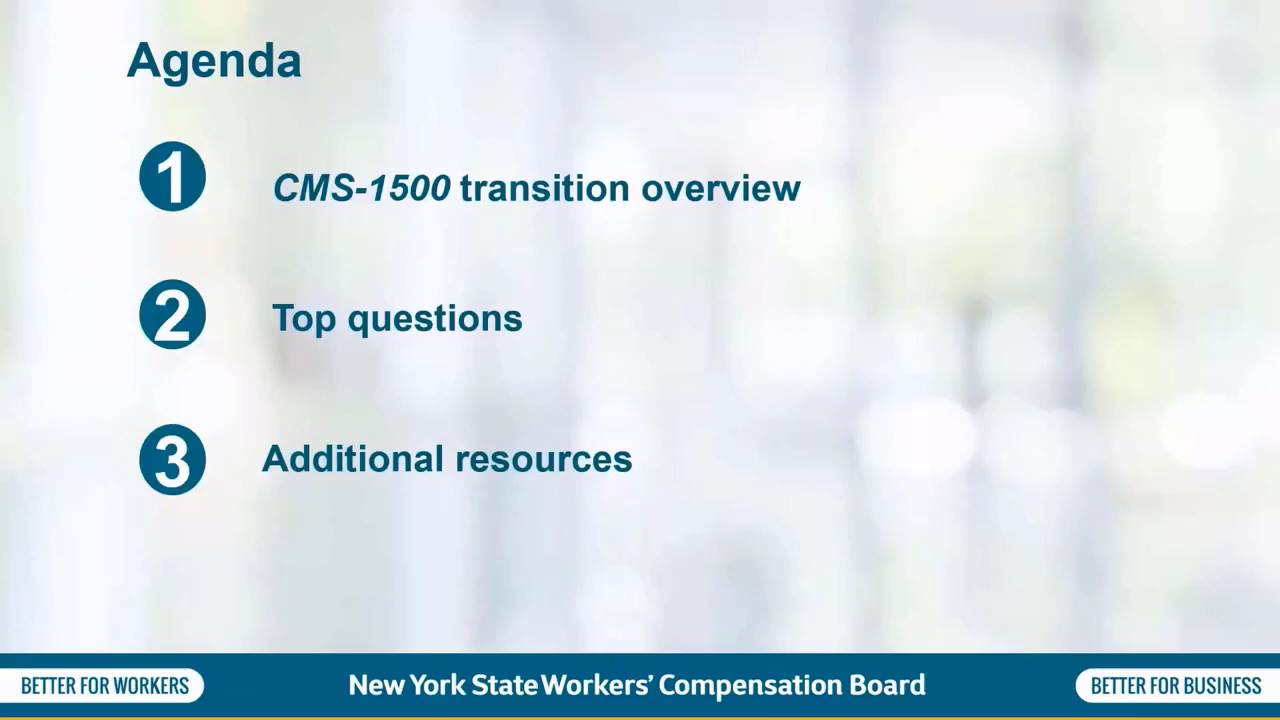 Agenda
1 CMS-1500 transition overview
2 Top questions
3 Additional resources
BETTER FOR WORKERS
New York State Workers’ Compensation Board
BETTER FOR BUSINESS